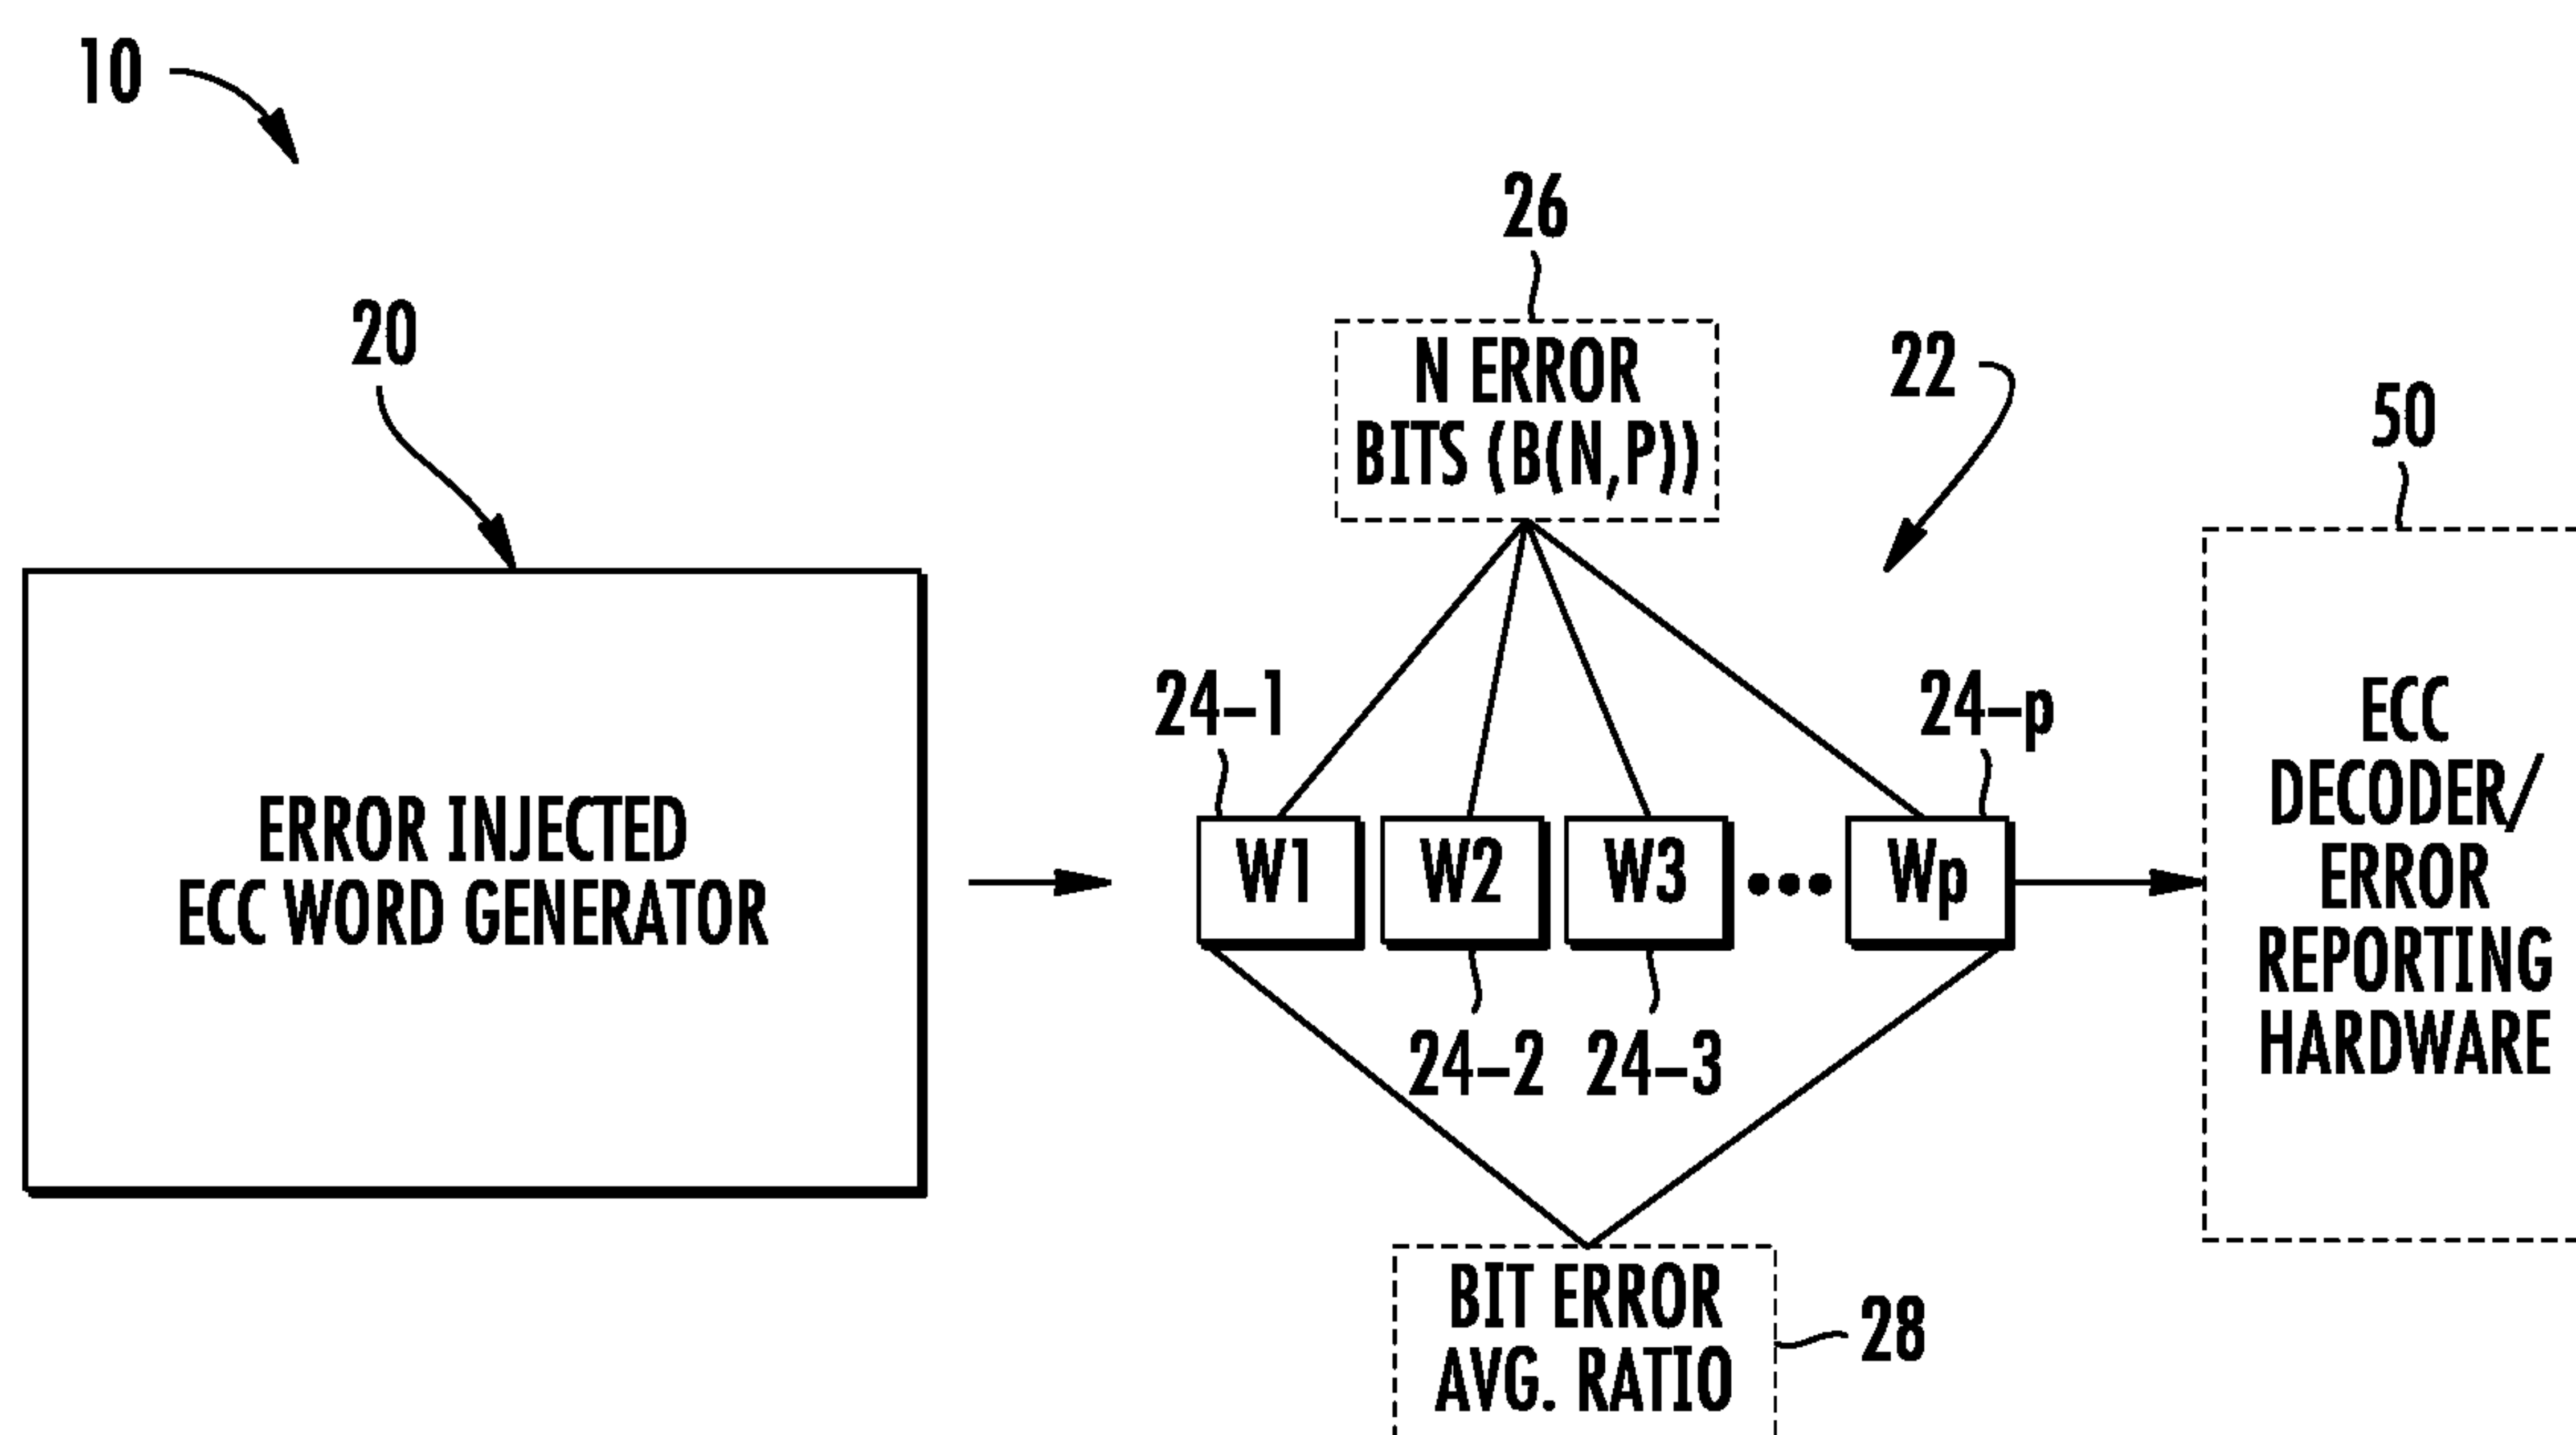 10
20
ERROR INJECTED
ECC WORD GENERATOR
26
N ERROR
BITS (B(N,P))
22
24–1
24–p
W1
W2
W3
•••
Wp
24–2
24–3
BIT ERROR
AVG. RATIO
28
50
ECC
DECODER/
ERROR
REPORTING
HARDWARE